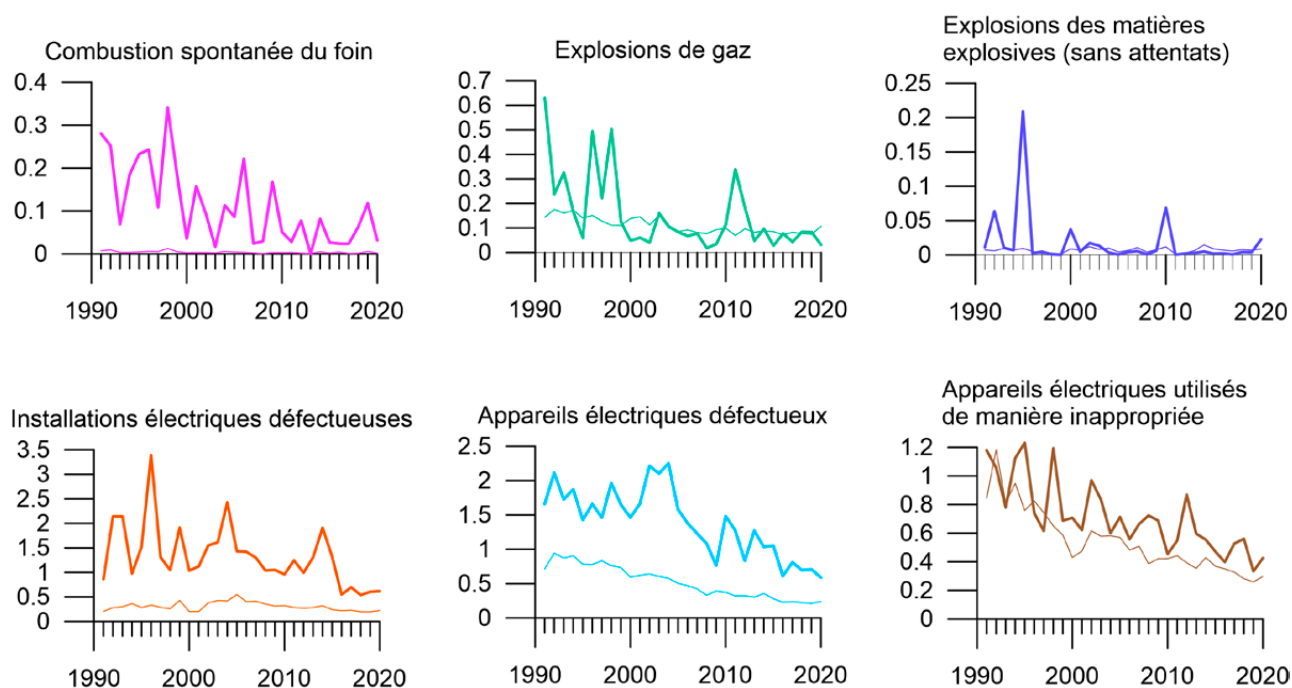 Combustion spontanée du foin
0.4
0.3
0.2
0.1
0
1990 2000 2010 2020
Explosions de gaz
0.7
0.6
0.5
0.4
0.3
0.2
0.1
0
1990 2000 2010 2020
Explosions des matières
explosives (sans attentats)
0.25
0.2
0.15
0.1
0.05
0
1990 2000 2010 2020
Installations électriques défectueuses
3.5
3
2.5
2
1.5
1
0.5
0
1990 2000 2010 2020
Appareils électriques défectueux
2.5
2
1.5
1
0.5
0
1990 2000 2010 2020
Appareils électriques utilisés
de manière inappropriée
1.2
1
0.8
0.6
0.4
0.2
0
1990 2000 2010 2020